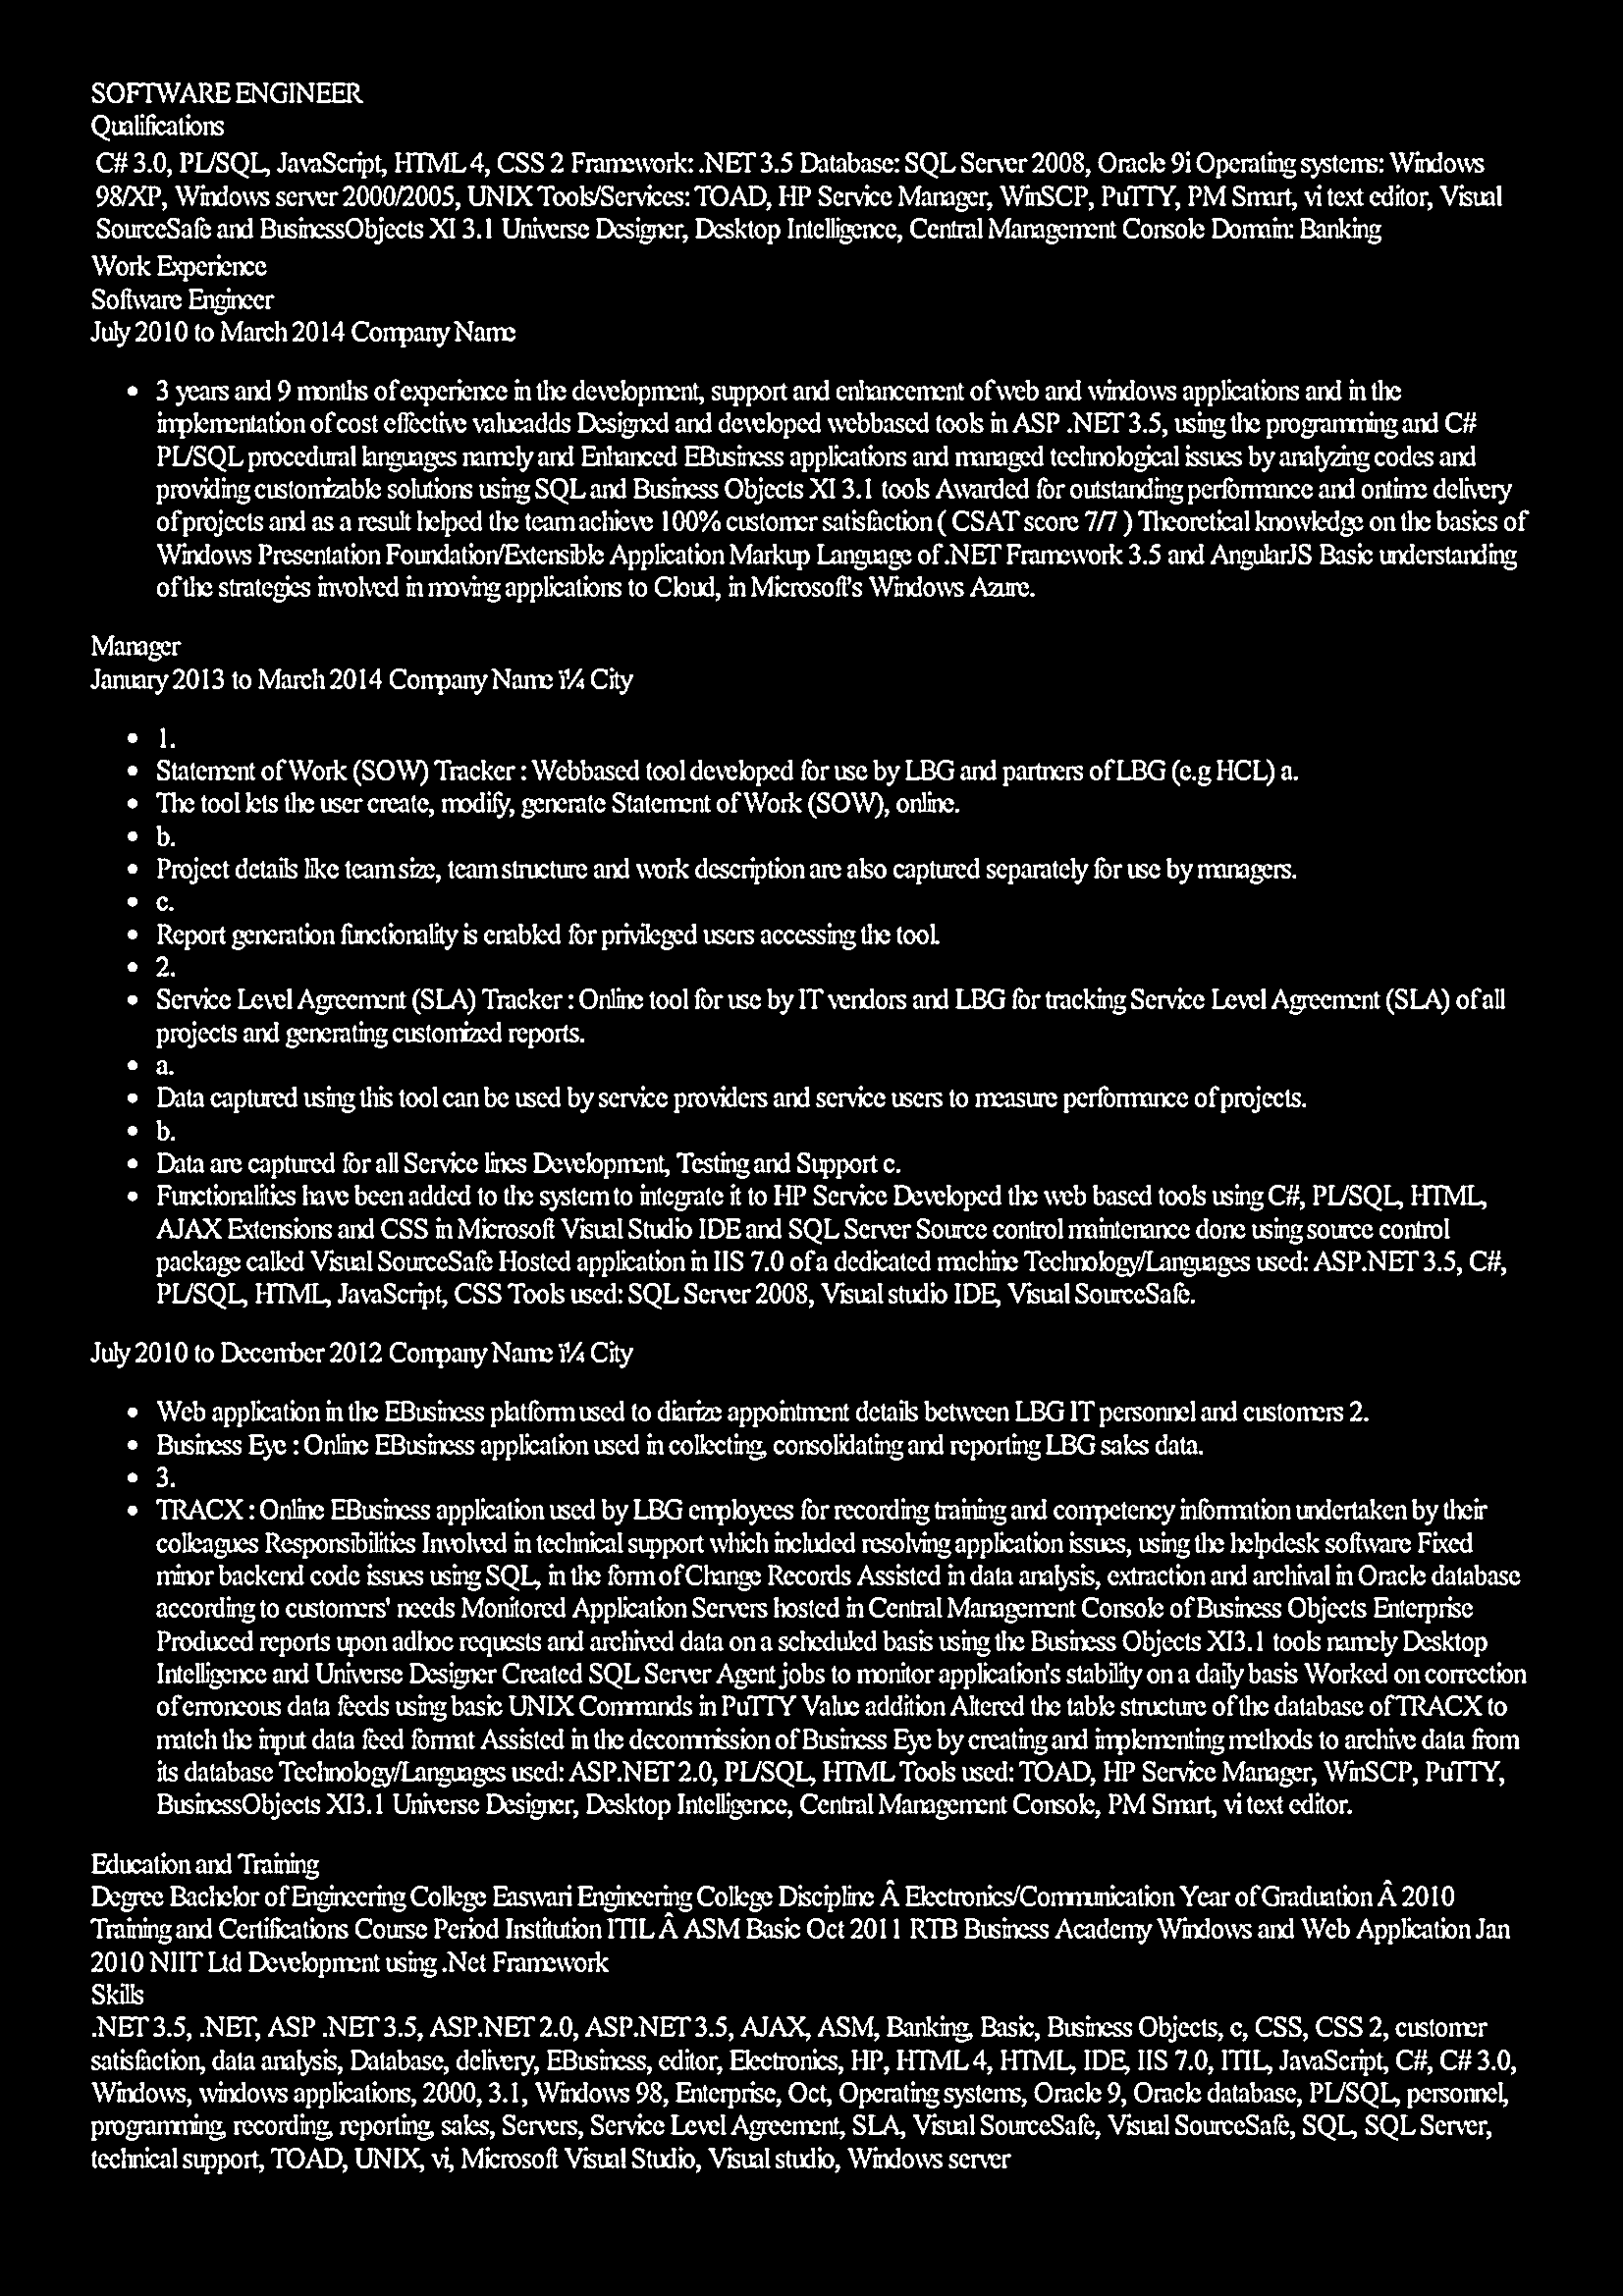 SOFTWARE ENGINEER
Qualifications
C# 3.0, PL/SQL, JavaScript, HTML 4, CSS 2 Framework: .NET 3.5 Database: SQL Server 2008, Oracle 9i Operating systems: Windows
98/XP, Windows server 2000/2005, UNIX Tools/Services: TOAD, HP Service Manager, WinSCP, PuTTY, PM Smart, vi text editor, Visual
SourceSafe and BusinessObjects XI 3.1 Universe Designer, Desktop Intelligence, Central Management Console Domain: Banking
Work Experience
Software Engineer
July 2010 to March 2014 Company Name
• 3 years and 9 months of experience in the development, support and enhancement of web and windows applications and in the
implementation of cost effective valueadds Designed and developed webbased tools in ASP .NET 3.5, using the programming and C#
PL/SQL procedural languages namely and Enhanced EBusiness applications and managed technological issues by analyzing codes and
providing customizable solutions using SQL and Business Objects XI 3.1 tools Awarded for outstanding performance and ontime delivery
of projects and as a result helped the team achieve 100% customer satisfaction ( CSAT score 7/7 ) Theoretical knowledge on the basics of
Windows Presentation Foundation/Extensible Application Markup Language of .NET Framework 3.5 and AngularJS Basic understanding
of the strategies involved in moving applications to Cloud, in Microsoft's Windows Azure.
Manager
January 2013 to March 2014 Company Name ï¼ City
• 1.
• Statement of Work (SOW) Tracker : Webbased tool developed for use by LBG and partners of LBG (e.g HCL) a.
• The tool lets the user create, modify, generate Statement of Work (SOW), online.
• b.
• Project details like team size, team structure and work description are also captured separately for use by managers.
• c.
• Report generation functionality is enabled for privileged users accessing the tool.
• 2.
• Service Level Agreement (SLA) Tracker : Online tool for use by IT vendors and LBG for tracking Service Level Agreement (SLA) of all
projects and generating customized reports.
• a.
• Data captured using this tool can be used by service providers and service users to measure performance of projects.
• b.
• Data are captured for all Service lines Development, Testing and Support c.
• Functionalities have been added to the system to integrate it to HP Service Developed the web based tools using C#, PL/SQL, HTML,
AJAX Extensions and CSS in Microsoft Visual Studio IDE and SQL Server Source control maintenance done using source control
package called Visual SourceSafe Hosted application in IIS 7.0 of a dedicated machine Technology/Languages used: ASP.NET 3.5, C#,
PL/SQL, HTML, JavaScript, CSS Tools used: SQL Server 2008, Visual studio IDE, Visual SourceSafe.
July 2010 to December 2012 Company Name ï¼ City
• Web application in the EBusiness platform used to diarize appointment details between LBG IT personnel and customers 2.
• Business Eye : Online EBusiness application used in collecting, consolidating and reporting LBG sales data.
• 3.
• TRACX : Online EBusiness application used by LBG employees for recording training and competency information undertaken by their
colleagues Responsibilities Involved in technical support which included resolving application issues, using the helpdesk software Fixed
minor backend code issues using SQL, in the form of Change Records Assisted in data analysis, extraction and archival in Oracle database
according to customers' needs Monitored Application Servers hosted in Central Management Console of Business Objects Enterprise
Produced reports upon adhoc requests and archived data on a scheduled basis using the Business Objects XI3.1 tools namely Desktop
Intelligence and Universe Designer Created SQL Server Agent jobs to monitor application's stability on a daily basis Worked on correction
of erroneous data feeds using basic UNIX Commands in PuTTY Value addition Altered the table structure of the database of TRACX to
match the input data feed format Assisted in the decommission of Business Eye by creating and implementing methods to archive data from
its database Technology/Languages used: ASP.NET 2.0, PL/SQL, HTML Tools used: TOAD, HP Service Manager, WinSCP, PuTTY,
BusinessObjects XI3.1 Universe Designer, Desktop Intelligence, Central Management Console, PM Smart, vi text editor.
Education and Training
Degree Bachelor of Engineering College Easwari Engineering College Discipline Â Electronics/Communication Year of Graduation Â 2010
Training and Certifications Course Period Institution ITIL Â ASM Basic Oct 2011 RTB Business Academy Windows and Web Application Jan
2010 NIIT Ltd Development using .Net Framework
Skills
.NET 3.5, .NET, ASP .NET 3.5, ASP.NET 2.0, ASP.NET 3.5, AJAX, ASM, Banking, Basic, Business Objects, c, CSS, CSS 2, customer
satisfaction, data analysis, Database, delivery, EBusiness, editor, Electronics, HP, HTML 4, HTML, IDE, IIS 7.0, ITIL, JavaScript, C#, C# 3.0,
Windows, windows applications, 2000, 3.1, Windows 98, Enterprise, Oct, Operating systems, Oracle 9, Oracle database, PL/SQL, personnel,
programming, recording, reporting, sales, Servers, Service Level Agreement, SLA, Visual SourceSafe, Visual SourceSafe, SQL, SQL Server,
technical support, TOAD, UNIX, vi, Microsoft Visual Studio, Visual studio, Windows server